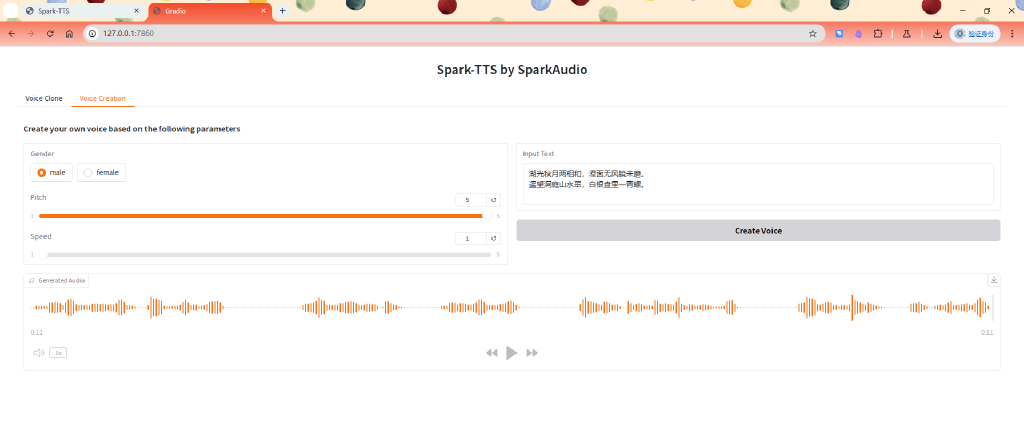 Spark-TTS
Gradio
127.0.0.1:7860
验证身份
Spark-TTS by SparkAudio
Voice Clone
Voice Creation
Create your own voice based on the following parameters
Gender
male
female
Pitch
5
1
5
Speed
1
1
5
Input Text
湖光秋月两相和，潭面无风镜未磨。
遥望洞庭山水翠，白银盘里一青螺。
Create Voice
Generated Audio
0:11
0:11
1x